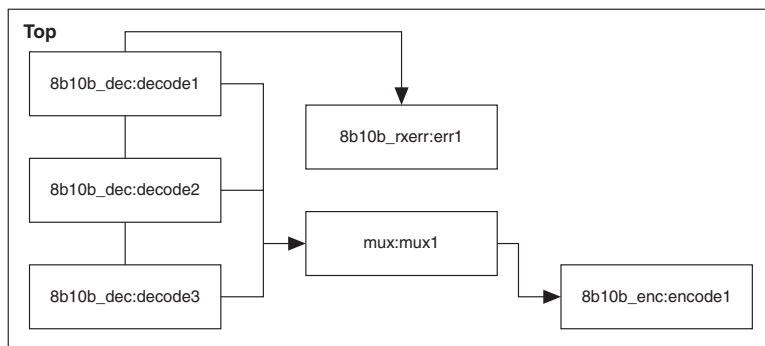 Top
8b10b_dec:decode1
8b10b_rxerr:err1
8b10b_dec:decode2
mux:mux1
8b10b_dec:decode3
8b10b_enc:encode1